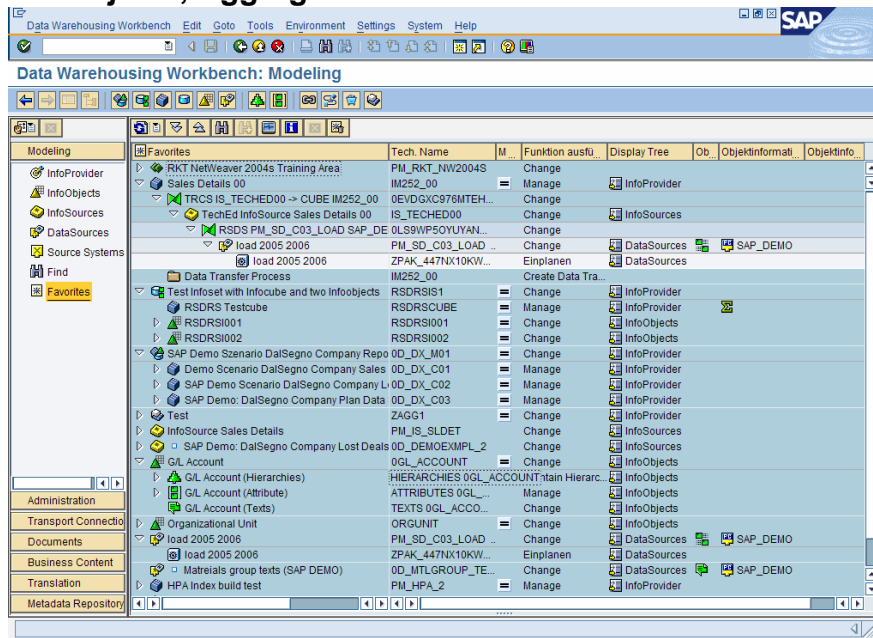 Data Warehousing Workbench Edit Goto Tools Environment Settings System Help
SAP
Data Warehousing Workbench: Modeling
Modeling
InfoProvider
InfoObjects
InfoSources
DataSources
Source Systems
Find
Favorites
Administration
Transport Connectio
Documents
Business Content
Translation
Metadata Repository
Favorites Tech. Name M... Funktion ausfü... Display Tree Ob... Objektinformati... Objektinfo...
RKT NetWeaver 2004s Training Area PM_RKT_NW2004S Change
Sales Details 00 IM252_00 = Manage InfoProvider
TRCS IS_TECHED00 -> CUBE IM252_00 0EVDGXC976MTEH... Change
TechEd InfoSource Sales Details 00 IS_TECHED00 Change InfoSources
RSDS PM_SD_C03_LOAD SAP_DE 0LS9WP5OYUYAN... Change
load 2005 2006 PM_SD_C03_LOAD .. Change DataSources SAP_DEMO
load 2005 2006 ZPAK_447NX10KW... Einplanen DataSources
Data Transfer Process IM252_00 Create Data Tra...
Test Infoset with Infocube and two Infoobjects RSDRSIS1 = Change InfoProvider
RSDRS Testcube RSDRSCUBE = Manage InfoProvider
RSDRSI001 RSDRSI001 = Change InfoObjects
RSDRSI002 RSDRSI002 = Change InfoObjects
SAP Demo Szenario DalSegno Company Repo 0D_DX_M01 = Change InfoProvider
Demo Scenario DalSegno Company Sales 0D_DX_C01 = Manage InfoProvider
SAP Demo Scenario DalSegno Company L 0D_DX_C02 = Manage InfoProvider
SAP Demo: DalSegno Company Plan Data 0D_DX_C03 = Manage InfoProvider
Test ZAGG1 = Change InfoProvider
InfoSource Sales Details PM_IS_SLDET Change InfoSources
SAP Demo: DalSegno Company Lost Deals 0D_DEMOEXMPL_2 Change InfoSources
G/L Account 0GL_ACCOUNT = Change InfoObjects
G/L Account (Hierarchies) HIERARCHIES 0GL_ACCOUNT ntain Hierarc... InfoObjects
G/L Account (Attribute) ATTRIBUTES 0GL_... Manage InfoObjects
G/L Account (Texts) TEXTS 0GL_ACCO... Change InfoObjects
Organizational Unit ORGUNIT = Change InfoObjects
load 2005 2006 PM_SD_C03_LOAD .. Change DataSources SAP_DEMO
load 2005 2006 ZPAK_447NX10KW... Einplanen DataSources
Matreials group texts (SAP DEMO) 0D_MTLGROUP_TE... Change DataSources SAP_DEMO
HPA Index build test PM_HPA_2 = Manage InfoProvider